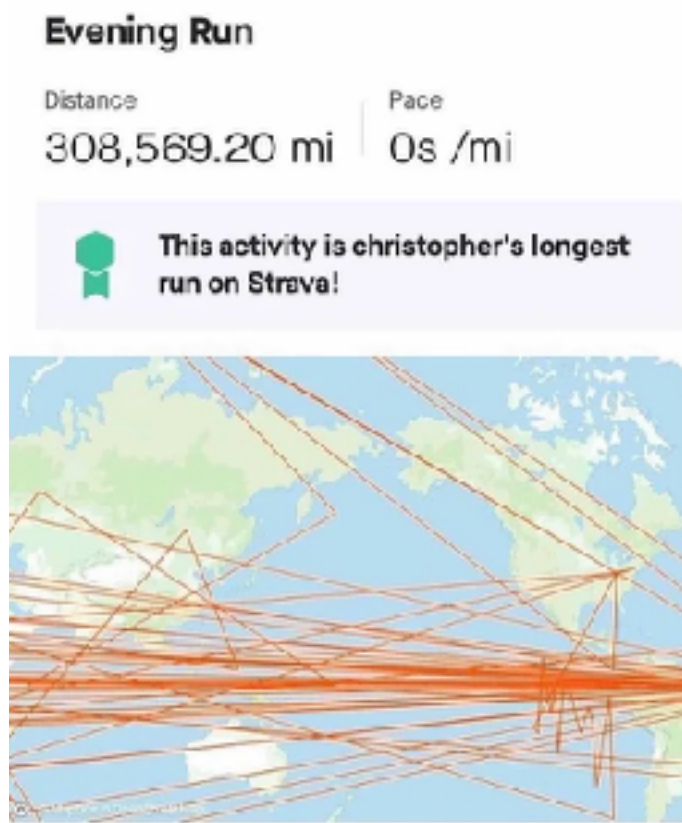 Evening Run
Distance
Pace
308,569.20 mi
0s /mi
This activity is christopher's longest
run on Strava!